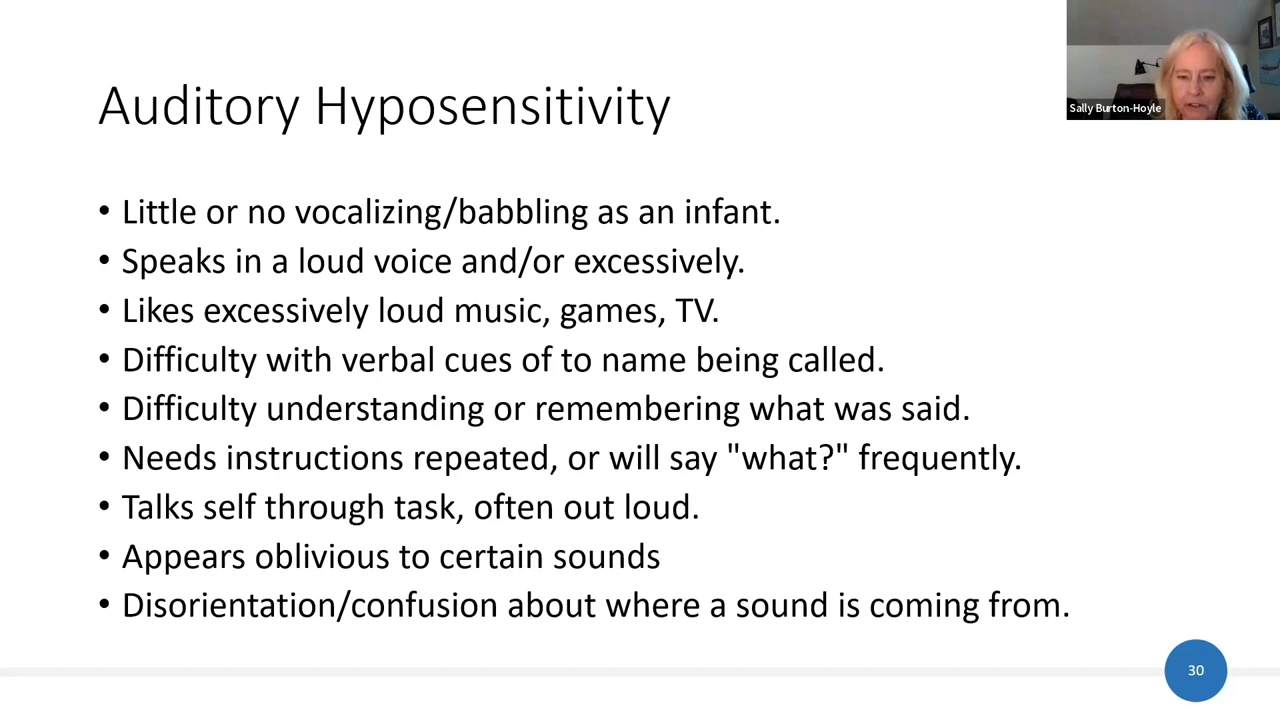 Auditory Hyposensitivity
Sally Burton-Hoyle
• Little or no vocalizing/babbling as an infant.
• Speaks in a loud voice and/or excessively.
• Likes excessively loud music, games, TV.
• Difficulty with verbal cues of to name being called.
• Difficulty understanding or remembering what was said.
• Needs instructions repeated, or will say "what?" frequently.
• Talks self through task, often out loud.
• Appears oblivious to certain sounds
• Disorientation/confusion about where a sound is coming from.
30